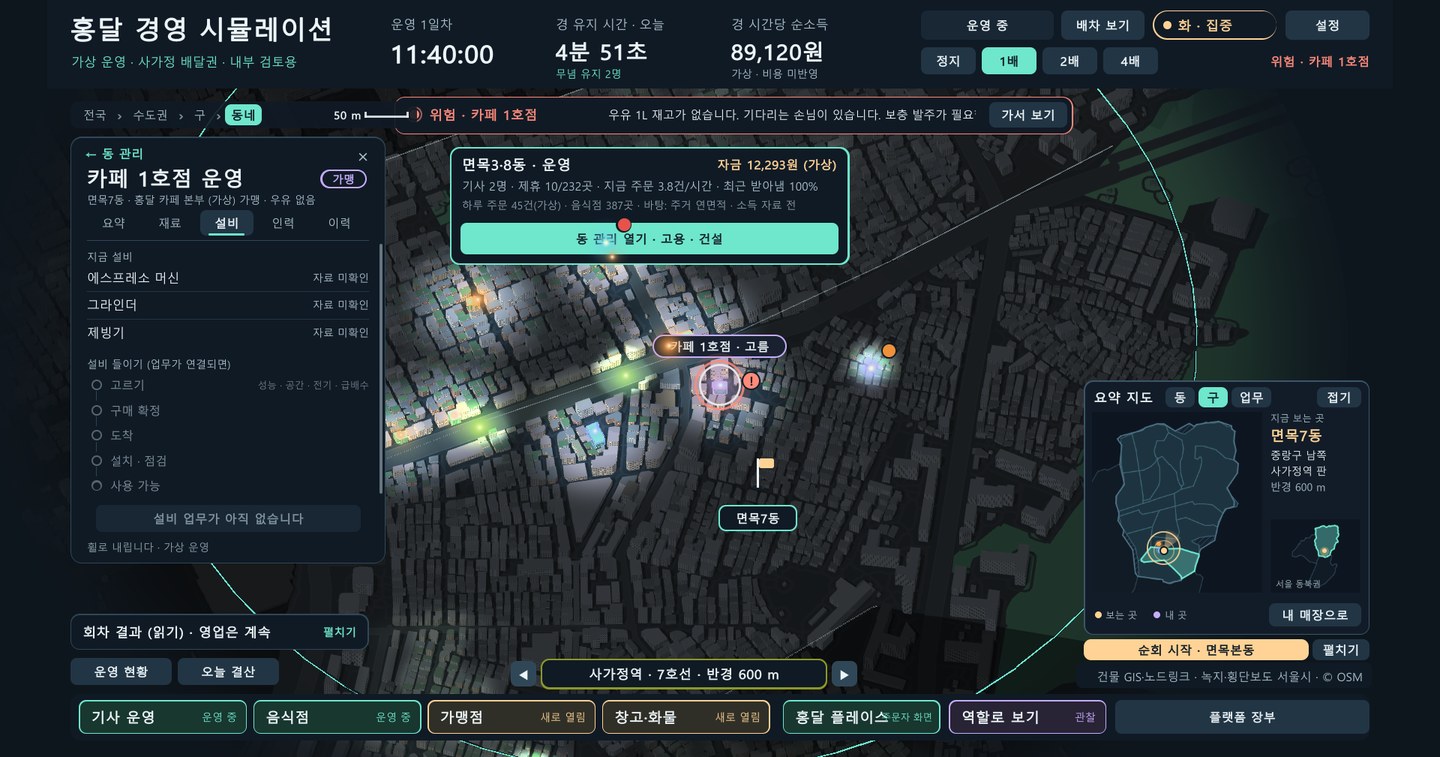 홍달 경영 시뮬레이션
가상 운영 · 사가정 배달권 · 내부 검토용
운영 1일차
11:40:00
경 유지 시간 · 오늘
4분 51초
무냄 유지 2명
경 시간당 순소득
89,120원
가상 · 비용 미반영
운영 중
배차 보기
화 · 집중
설정
정지
1배
2배
4배
위험 · 카페 1호점
전국 › 수도권 › 구 › 동네
50 m
위험 · 카페 1호점
우유 1L 재고가 없습니다. 기다리는 손님이 있습니다. 보충 발주가 필요
가서 보기
← 동 관리
×
카페 1호점 운영
가맹
면목7동 · 홍달 카페 본부 (가상) 가맹 · 우유 없음
요약
재료
설비
인력
이력
지금 설비
에스프레소 머신
자료 미확인
그라인더
자료 미확인
제빙기
자료 미확인
설비 들이기 (업무가 연결되면)
고르기
성능 · 공간 · 전기 · 급배수
구매 확정
도착
설치 · 점검
사용 가능
설비 업무가 아직 없습니다
휠로 내립니다 · 가상 운영
면목3·8동 · 운영
자금 12,293원 (가상)
기사 2명 · 제휴 10/232곳 · 지금 주문 3.8건/시간 · 최근 받아냄 100%
하루 주문 45건(가상) · 음식점 387곳 · 바탕: 주거 연면적 · 소득 자료 전
동 관리 열기 · 고용 · 건설
카페 1호점 · 고름
!
면목7동
요약 지도
동
구
업무
접기
지금 보는 곳
면목7동
중랑구 남쪽
사가정역 판
반경 600 m
서울 동북권
보는 곳
내 곳
내 매장으로
순회 시작 · 면목본동
펼치기
건물 GIS·노드링크 · 녹지·횡단보도 서울시 · © OSM
회차 결과 (읽기) · 영업은 계속
펼치기
운영 현황
오늘 결산
◀
사가정역 · 7호선 · 반경 600 m
▶
기사 운영
운영 중
음식점
운영 중
가맹점
새로 열림
창고·화물
새로 열림
홍달 플레이스
주문자 화면
역할로 보기
관찰
플랫폼 장부